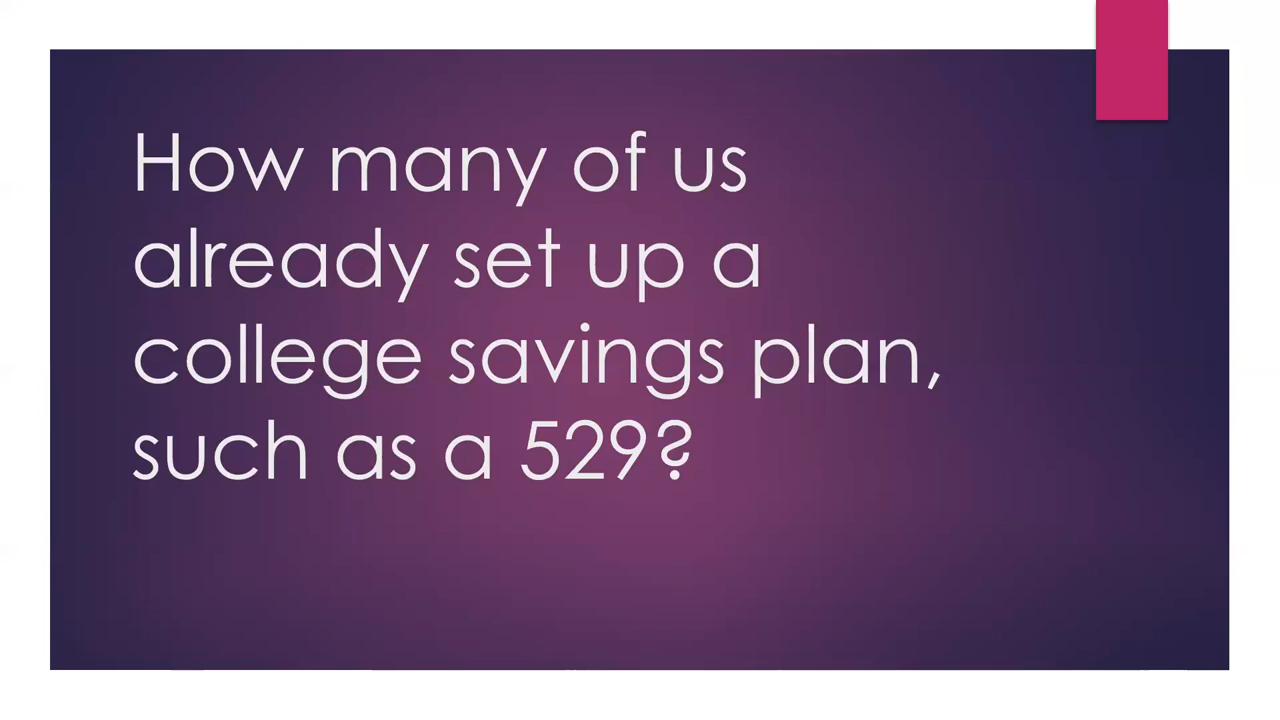 How many of us
already set up a
college savings plan,
such as a 529?